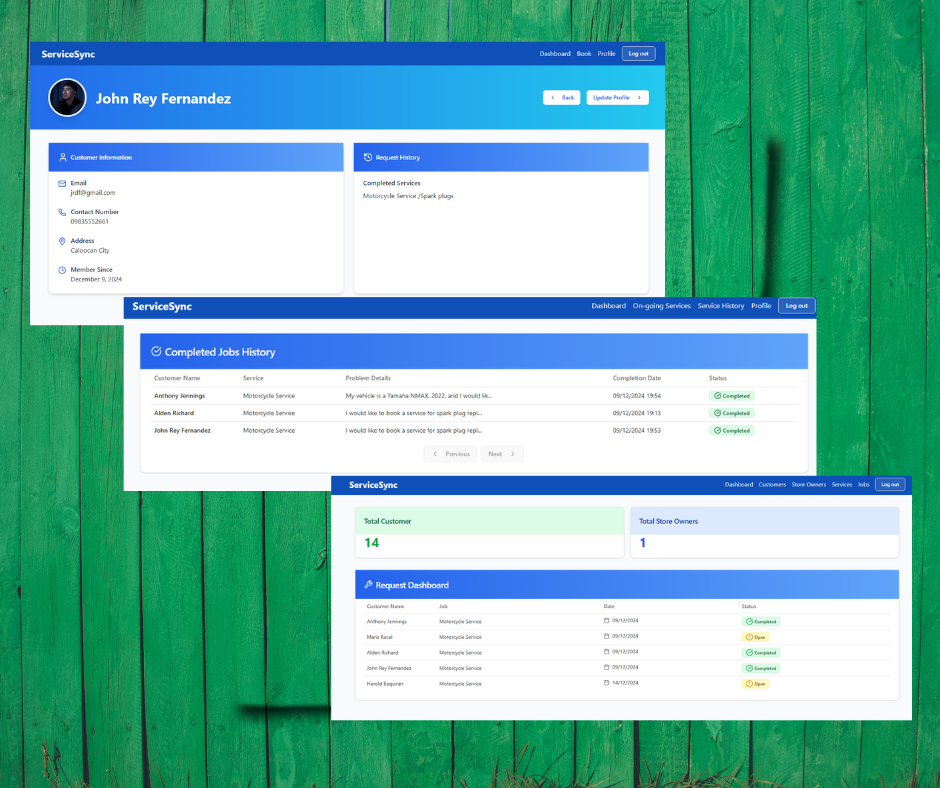 ServiceSync
Dashboard Book Profile Log out
John Rey Fernandez
Back Update Profile
Customer Information
Email
jrdf@gmail.com
Contact Number
09835552661
Address
Caloocan City
Member Since
December 9, 2024
Request History
Completed Services
Motorcycle Service /Spark plugs
ServiceSync
Dashboard On-going Services Service History Profile Log out
Completed Jobs History
Customer Name Service Problem Details Completion Date Status
Anthony Jennings Motorcycle Service My vehicle is a Yamaha NMAX, 2022, and I would lik... 09/12/2024 19:54 Completed
Alden Richard Motorcycle Service I would like to book a service for spark plug repl... 09/12/2024 19:13 Completed
John Rey Fernandez Motorcycle Service I would like to book a service for spark plug repl... 09/12/2024 19:53 Completed
Previous Next
ServiceSync
Dashboard Customers Store Owners Services Jobs Log out
Total Customer
14
Total Store Owners
1
Request Dashboard
Customer Name Job Date Status
Anthony Jennings Motorcycle Service 09/12/2024 Completed
Maris Racal Motorcycle Service 09/12/2024 Open
Alden Richard Motorcycle Service 09/12/2024 Completed
John Rey Fernandez Motorcycle Service 09/12/2024 Completed
Harold Baquiran Motorcycle Service 14/12/2024 Open